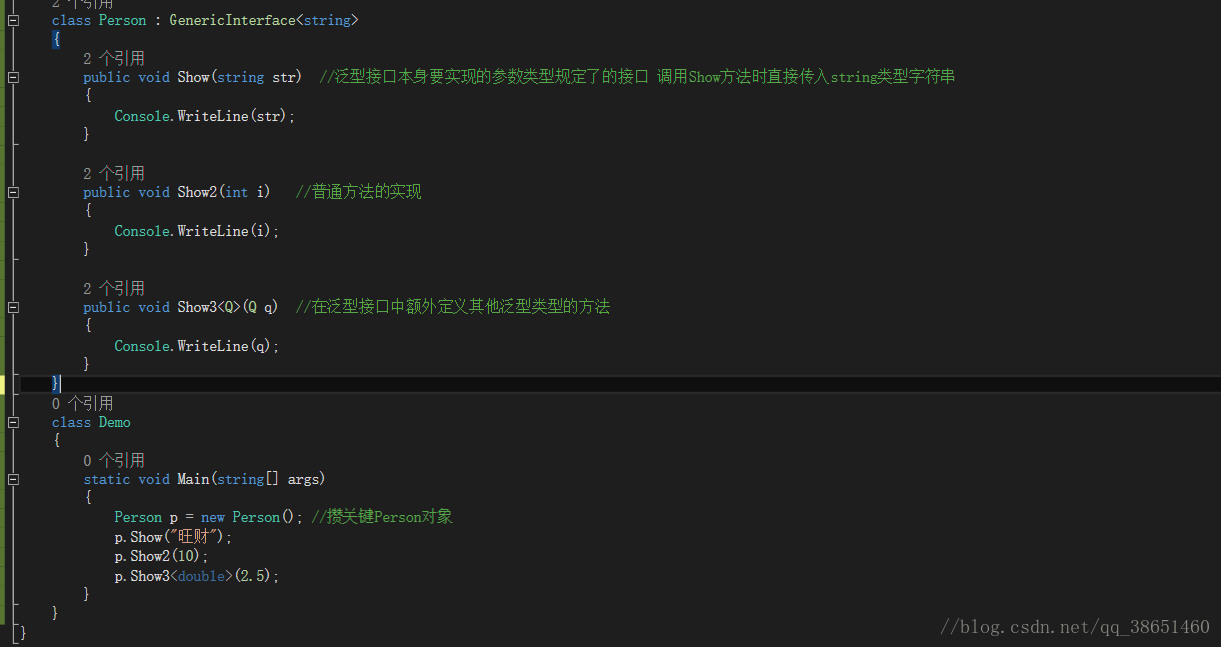 2 个引用
class Person : GenericInterface<string>
{
2 个引用
public void Show(string str)  //泛型接口本身要实现的参数类型规定了的接口 调用Show方法时直接传入string类型字符串
{
Console.WriteLine(str);
}
2 个引用
public void Show2(int i)   //普通方法的实现
{
Console.WriteLine(i);
}
2 个引用
public void Show3<Q>(Q q)  //在泛型接口中额外定义其他泛型类型的方法
{
Console.WriteLine(q);
}
}
0 个引用
class Demo
{
0 个引用
static void Main(string[] args)
{
Person p = new Person(); //攒关键Person对象
p.Show("旺财");
p.Show2(10);
p.Show3<double>(2.5);
}
}
}
//blog.csdn.net/qq_38651460